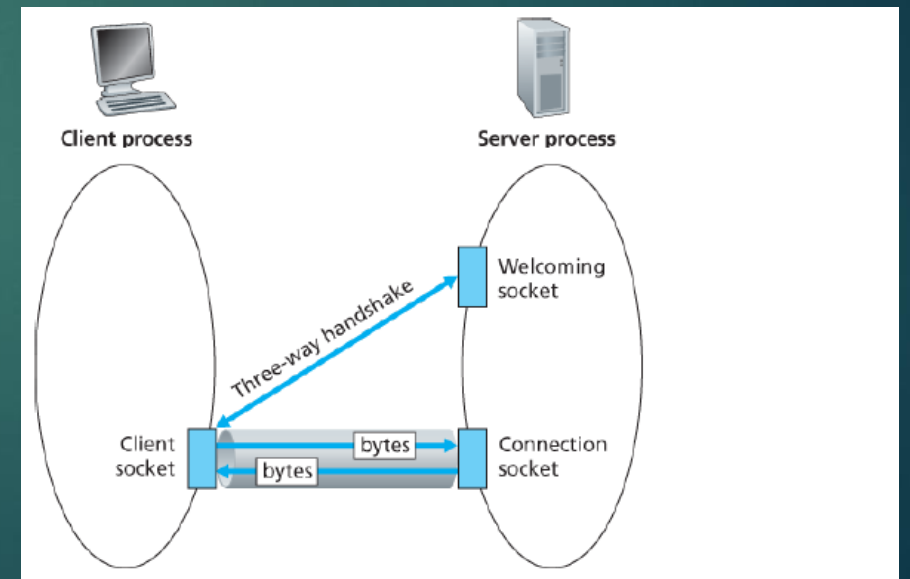 Client process
Server process
Welcoming
socket
Three-way handshake
Client
socket
bytes
bytes
Connection
socket